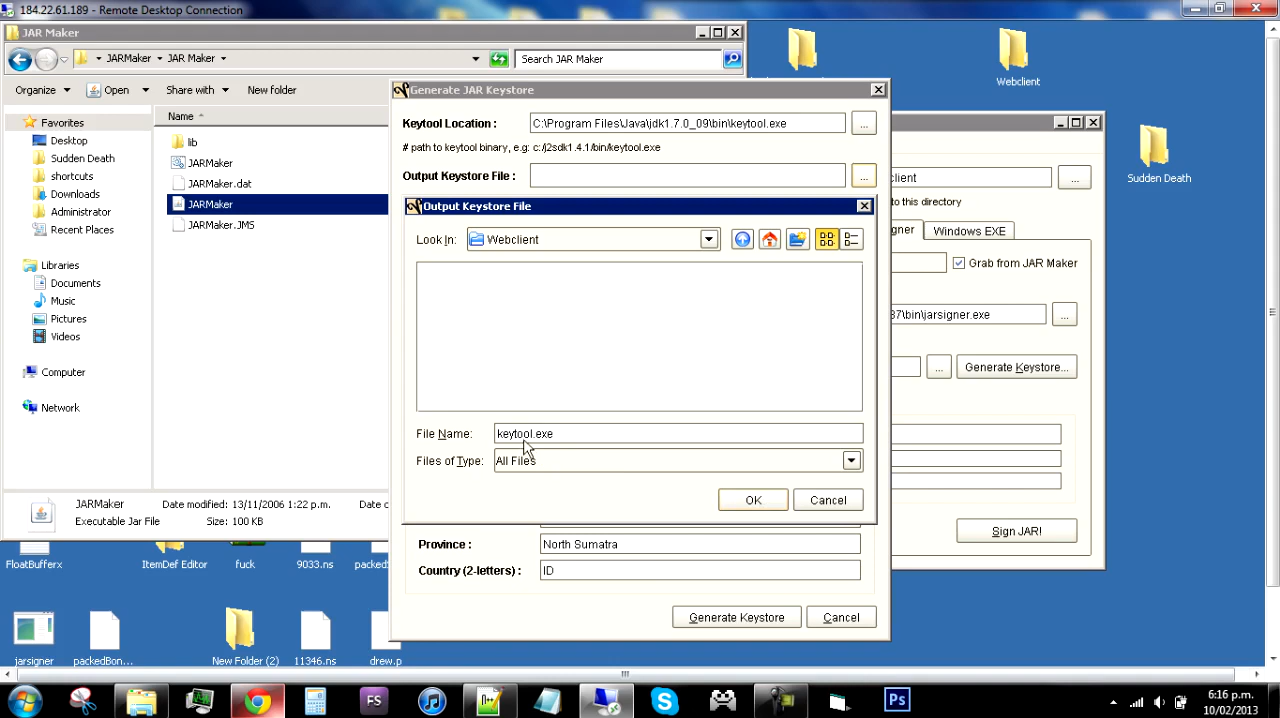 184.22.61.189 - Remote Desktop Connection
JAR Maker
JARMaker
JAR Maker
Search JAR Maker
Organize
Open
Share with
New folder
Favorites
Desktop
Sudden Death
shortcuts
Downloads
Administrator
Recent Places
Libraries
Documents
Music
Pictures
Videos
Computer
Network
Name
lib
JARMaker
JARMaker.dat
JARMaker
JARMaker.JMS
JARMaker
Date modified: 13/11/2006 1:22 p.m.
Date c
Executable Jar File
Size: 100 KB
Generate JAR Keystore
Keytool Location :
C:\Program Files\Java\jdk1.7.0_09\bin\keytool.exe
...
# path to keytool binary, e.g: c:/j2sdk1.4.1/bin/keytool.exe
Output Keystore File :
...
Output Keystore File
Look In:
Webclient
File Name:
keytool.exe
Files of Type:
All Files
OK
Cancel
Province :
North Sumatra
Country (2-letters) :
ID
Generate Keystore
Cancel
client
...
to this directory
gner
Windows EXE
Grab from JAR Maker
37\bin\jarsigner.exe
...
...
Generate Keystore...
Sign JAR!
Webclient
Sudden Death
FloatBufferx
ItemDef Editor
fuck
9033.ns
packed
jarsigner
packedBon...
New Folder (2)
11346.ns
drew.p
FS
Ps
6:16 p.m.
10/02/2013